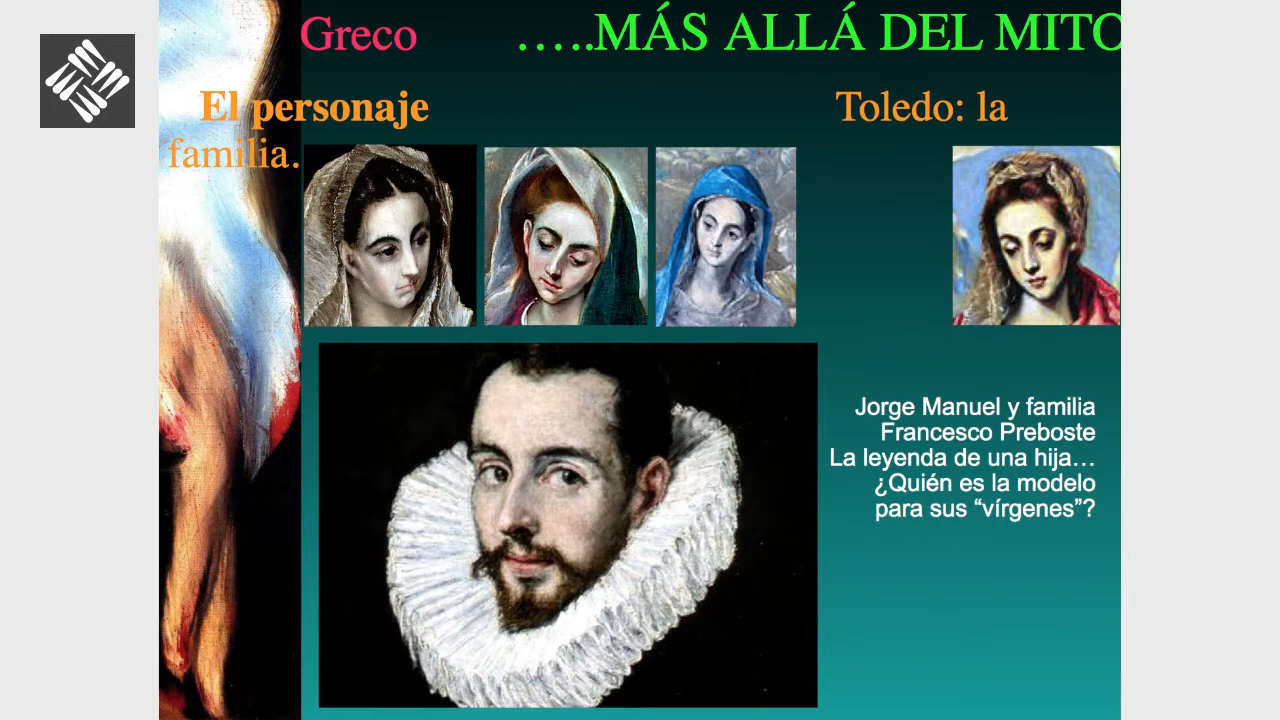 Greco …..MÁS ALLÁ DEL MITO
El personaje Toledo: la
familia.
Jorge Manuel y familia
Francesco Preboste
La leyenda de una hija…
¿Quién es la modelo
para sus “vírgenes”?